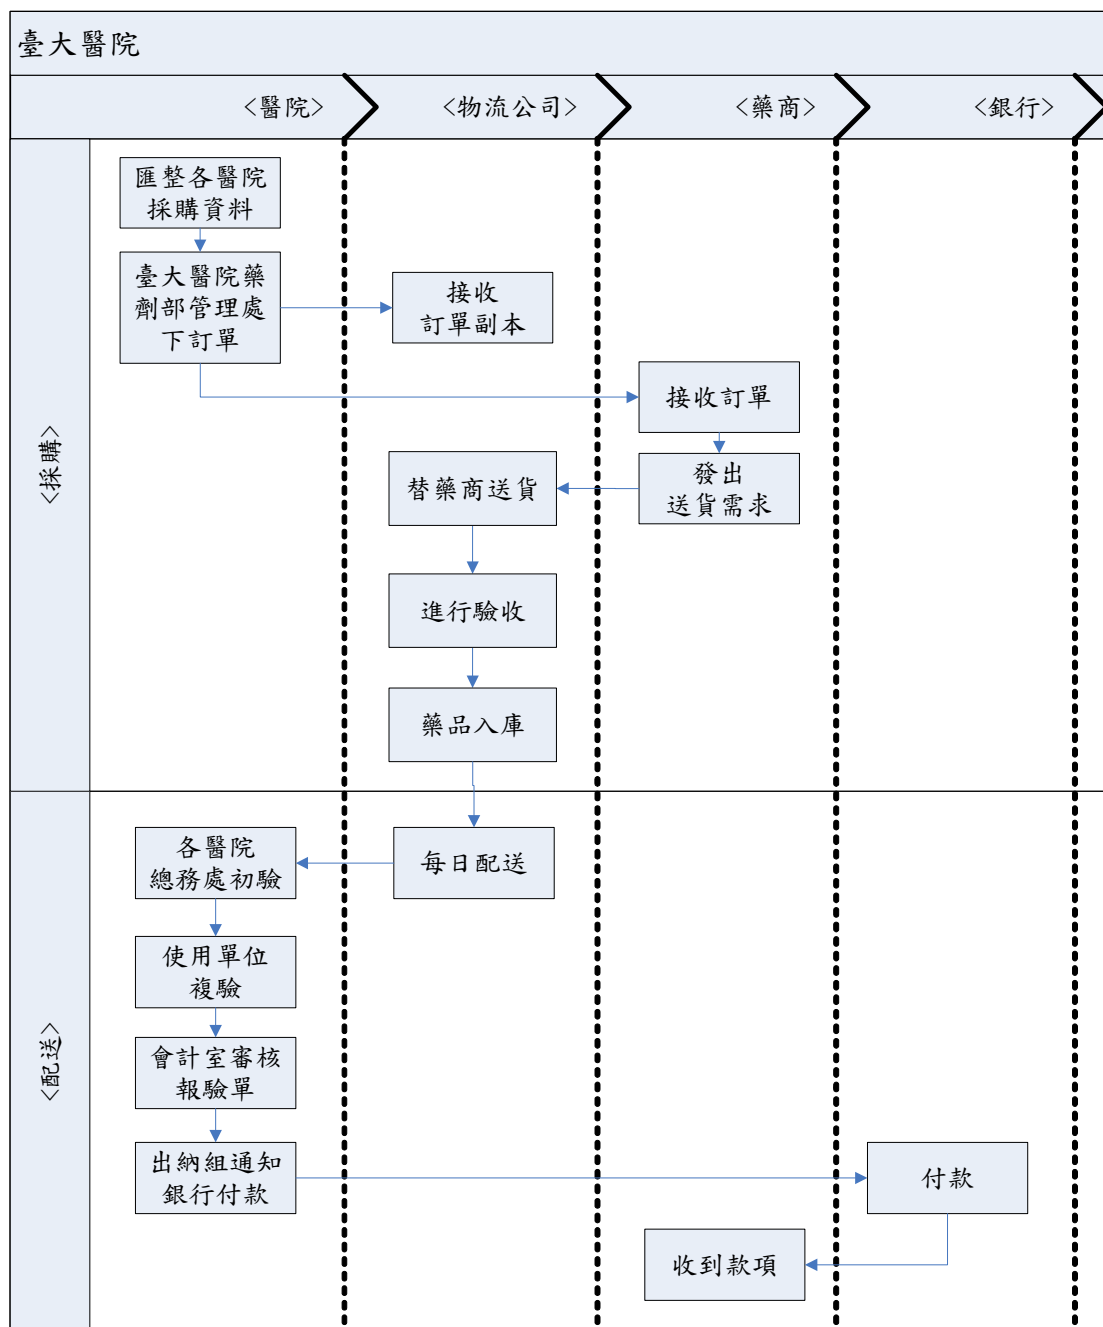 臺大醫院
<醫院>
<物流公司>
<藥商>
<銀行>
<採購>
匯整各醫院
採購資料
臺大醫院藥
劑部管理處
下訂單
接收
訂單副本
接收訂單
發出
送貨需求
替藥商送貨
進行驗收
藥品入庫
<配送>
每日配送
各醫院
總務處初驗
使用單位
複驗
會計室審核
報驗單
出納組通知
銀行付款
付款
收到款項